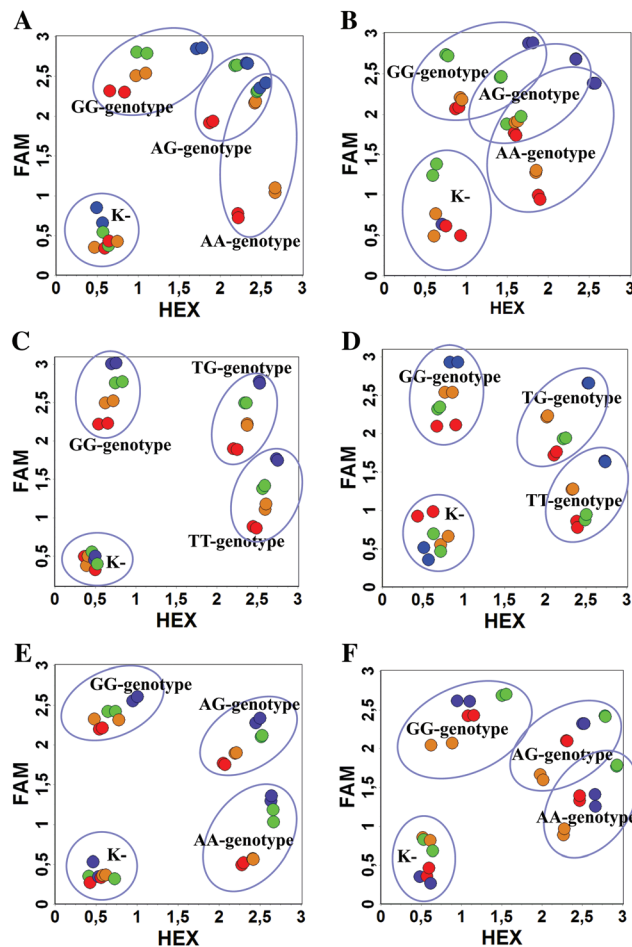 A
3
2,5
2
1,5
1
0,5
0
FAM
GG-genotype
AG-genotype
K-
AA-genotype
0 0,5 1 1,5 2 2,5 3
HEX
B
3
2,5
2
1,5
1
0,5
0
FAM
GG-genotype
AG-genotype
AA-genotype
K-
0 0,5 1 1,5 2 2,5 3
HEX
C
3
2,5
2
1,5
1
0,5
0
FAM
TG-genotype
GG-genotype
TT-genotype
K-
0 0,5 1 1,5 2 2,5 3
HEX
D
3
2,5
2
1,5
1
0,5
0
FAM
GG-genotype
TG-genotype
TT-genotype
K-
0 0,5 1 1,5 2 2,5 3
HEX
E
3
2,5
2
1,5
1
0,5
0
FAM
GG-genotype
AG-genotype
AA-genotype
K-
0 0,5 1 1,5 2 2,5 3
HEX
F
3
2,5
2
1,5
1
0,5
0
FAM
GG-genotype
AG-genotype
AA-genotype
K-
0 0,5 1 1,5 2 2,5 3
HEX